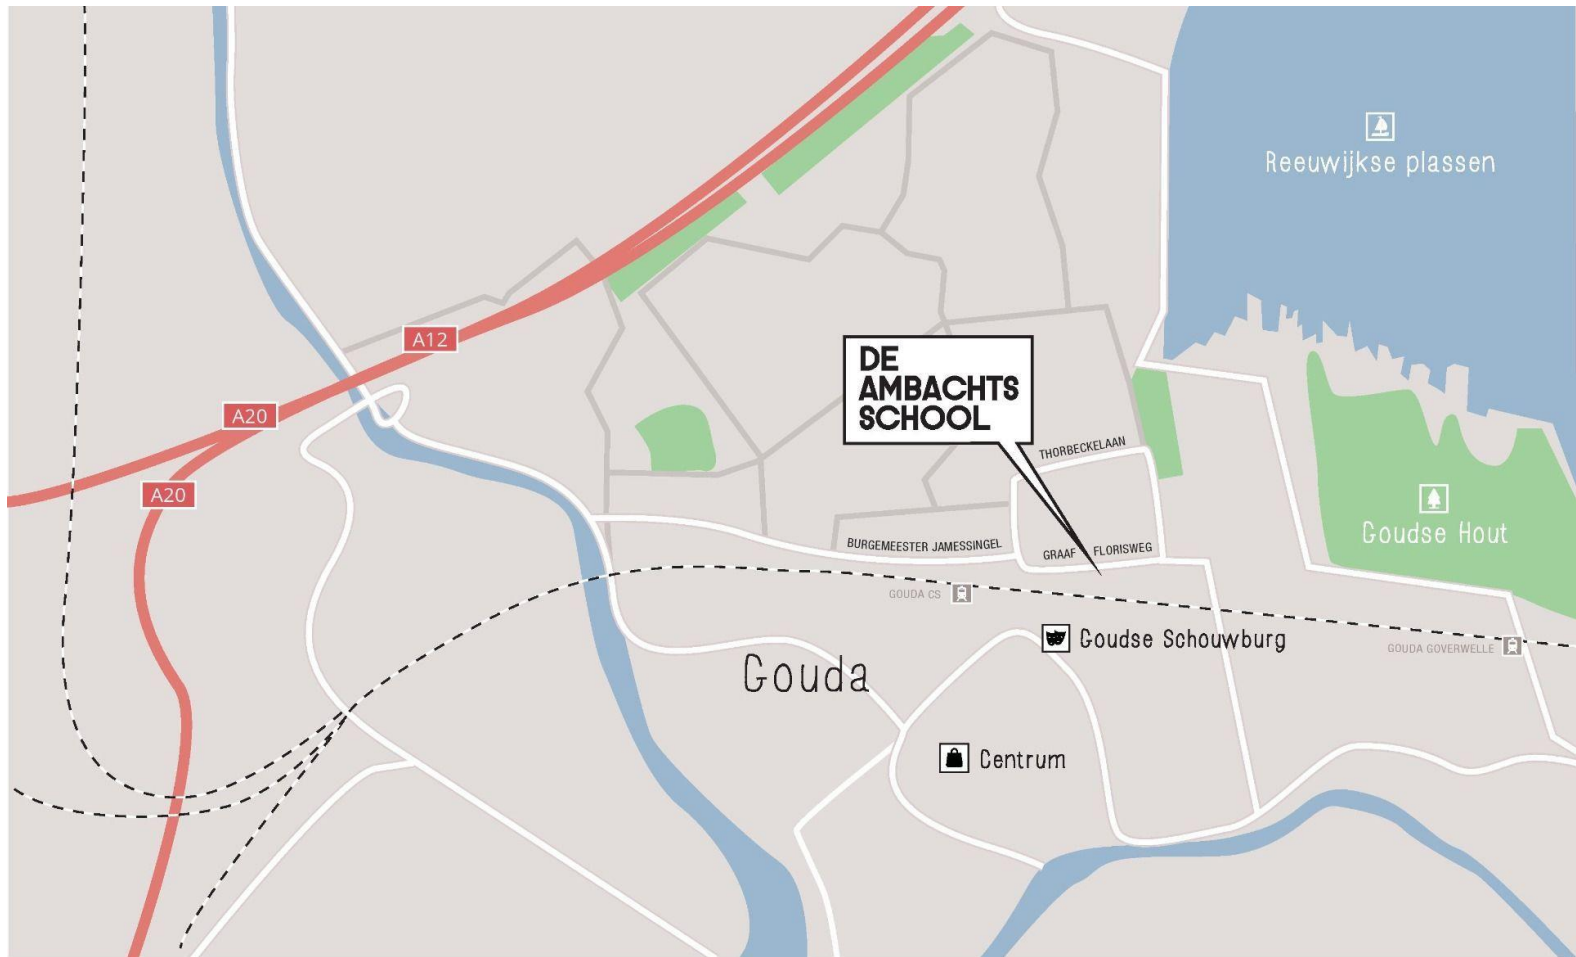 Reeuwijkse plassen
A12
DE
AMBACHTS
SCHOOL
A20
THORBECKELAAN
A20
Goudse Hout
BURGEMEESTER JAMESSINGEL
GRAAF FLORISWEG
GOUDA CS
Goudse Schouwburg
GOUDA GOVERWELLE
Gouda
Centrum